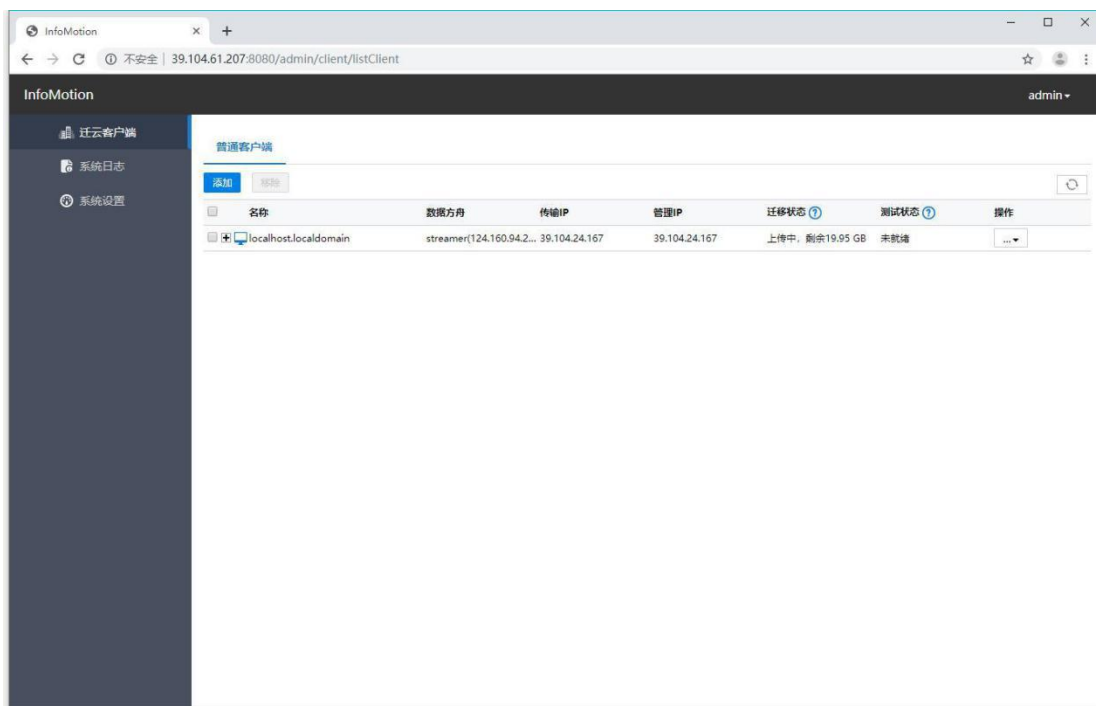 InfoMotion
不安全 39.104.61.207:8080/admin/client/listClient
InfoMotion admin
迁云客户端
系统日志
系统设置
普通客户端
添加 移除
名称 数据方舟 传输IP 管理IP 迁移状态 ? 测试状态 ? 操作
localhost.localdomain streamer(124.160.94.2... 39.104.24.167 39.104.24.167 上传中，剩余19.95 GB 未就绪 ...